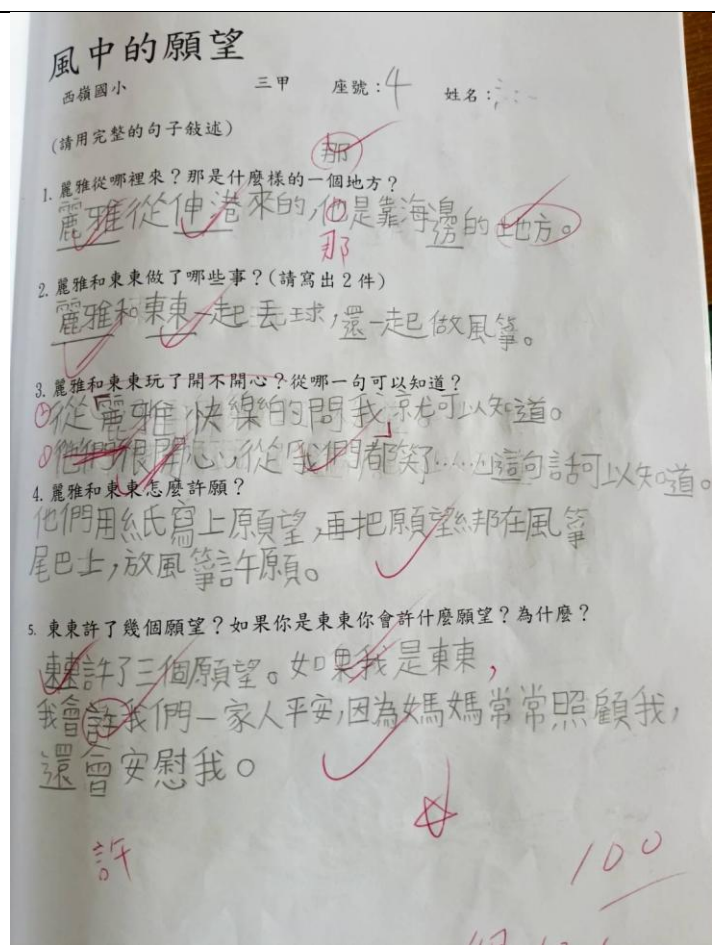 風中的願望
西嶺國小 三甲 座號：4 姓名：
(請用完整的句子敘述)
那
1. 麗雅從哪裡來？那是什麼樣的一個地方？
麗雅從伸港來的，他是靠海邊的地方。
那
2. 麗雅和東東做了哪些事？(請寫出2件)
麗雅和東東一起丟球，還一起做風箏。
3. 麗雅和東東玩了開不開心？從哪一句可以知道？
從「麗雅快樂的問我」就可以知道。
他們很開心，從我們都笑了……這句話可以知道。
4. 麗雅和東東怎麼許願？
他們用紙寫上原願望，再把願望綁在風箏
尾巴上，放風箏許願。
5. 東東許了幾個願望？如果你是東東你會許什麼願望？為什麼？
東東許了三個願望。如果我是東東，
我會許我們一家人平安，因為媽媽常常照顧我，
還會安慰我。
許
100